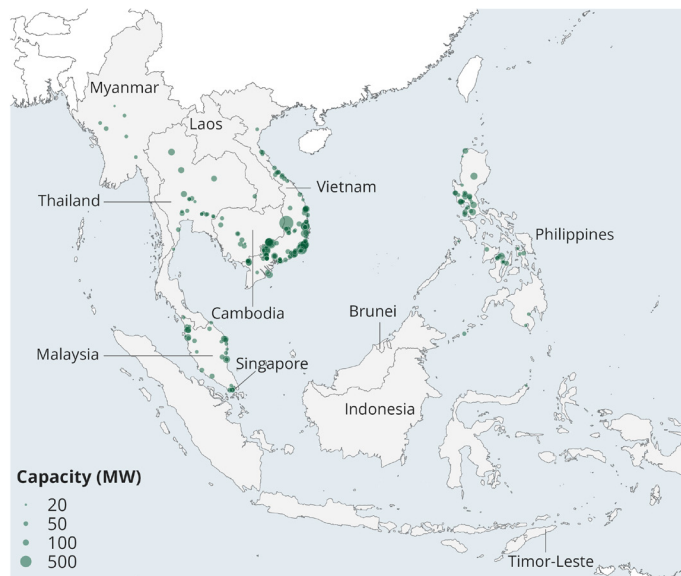 Myanmar
Laos
Vietnam
Thailand
Philippines
Cambodia
Brunei
Malaysia
Singapore
Indonesia
Capacity (MW)
20
50
100
500
Timor-Leste